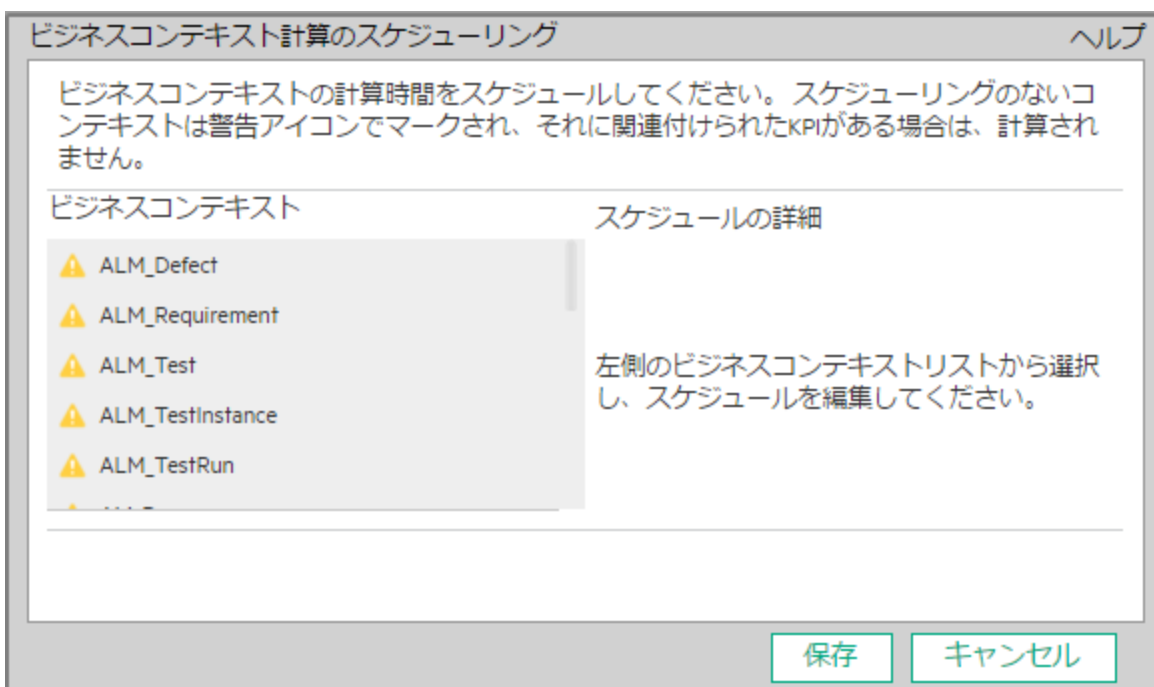 ビジネスコンテキスト計算のスケジューリング
ヘルプ
ビジネスコンテキストの計算時間をスケジュールしてください。 スケジューリングのないコ
ンテキストは警告アイコンでマークされ、それに関連付けられたKPIがある場合は、計算され
ません。
ビジネスコンテキスト
スケジュールの詳細
ALM_Defect
ALM_Requirement
ALM_Test
ALM_TestInstance
ALM_TestRun
左側のビジネスコンテキストリストから選択
し、スケジュールを編集してください。
保存
キャンセル